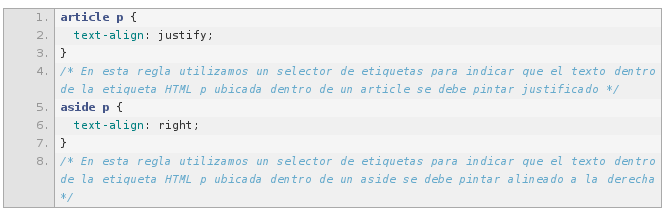 1. article p {
2.   text-align: justify;
3. }
4. /* En esta regla utilizamos un selector de etiquetas para indicar que el texto dentro
de la etiqueta HTML p ubicada dentro de un article se debe pintar justificado */
5. aside p {
6.   text-align: right;
7. }
8. /* En esta regla utilizamos un selector de etiquetas para indicar que el texto dentro
de la etiqueta HTML p ubicada dentro de un aside se debe pintar alineado a la derecha
*/